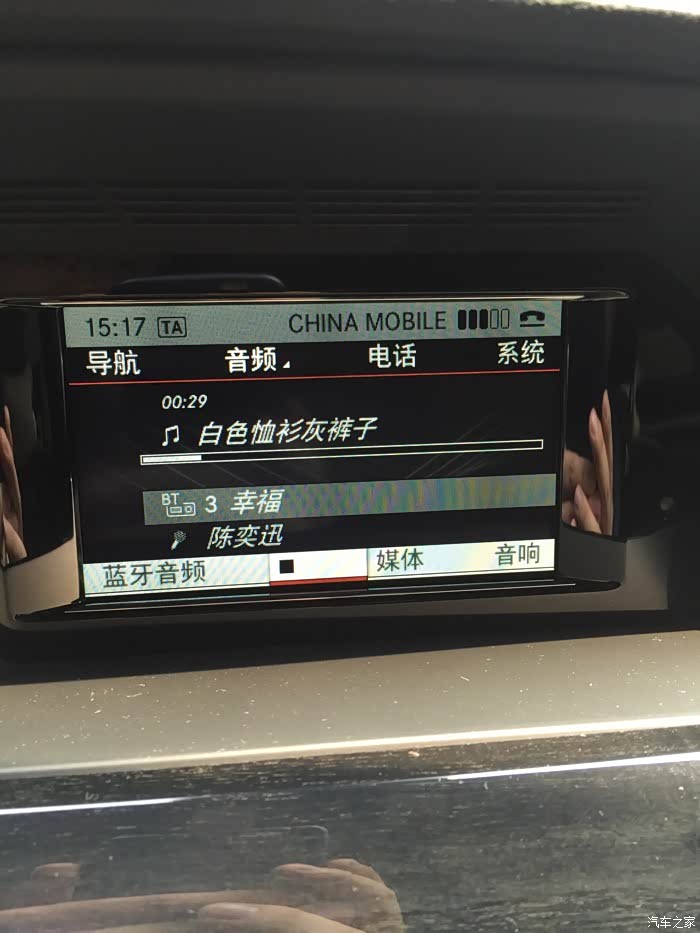 15:17 TA CHINA MOBILE
导航 音频 电话 系统
00:29
白色恤衫灰裤子
BT 3 幸福
陈奕迅
蓝牙音频 媒体 音响
汽车之家